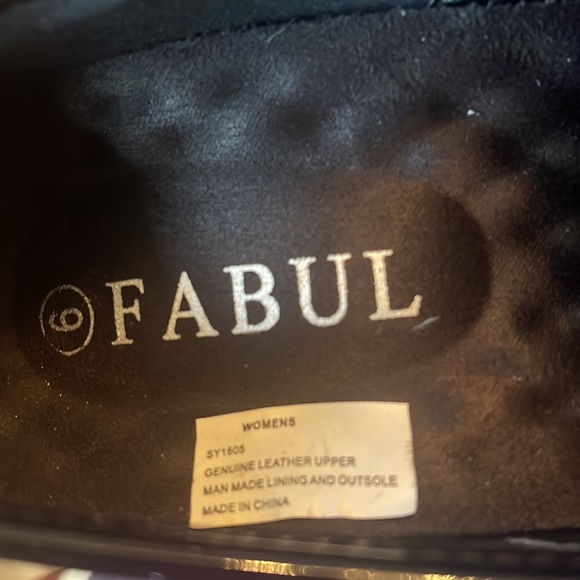 6 FABUL
WOMENS
SY1605
GENUINE LEATHER UPPER
MAN MADE LINING AND OUTSOLE
MADE IN CHINA